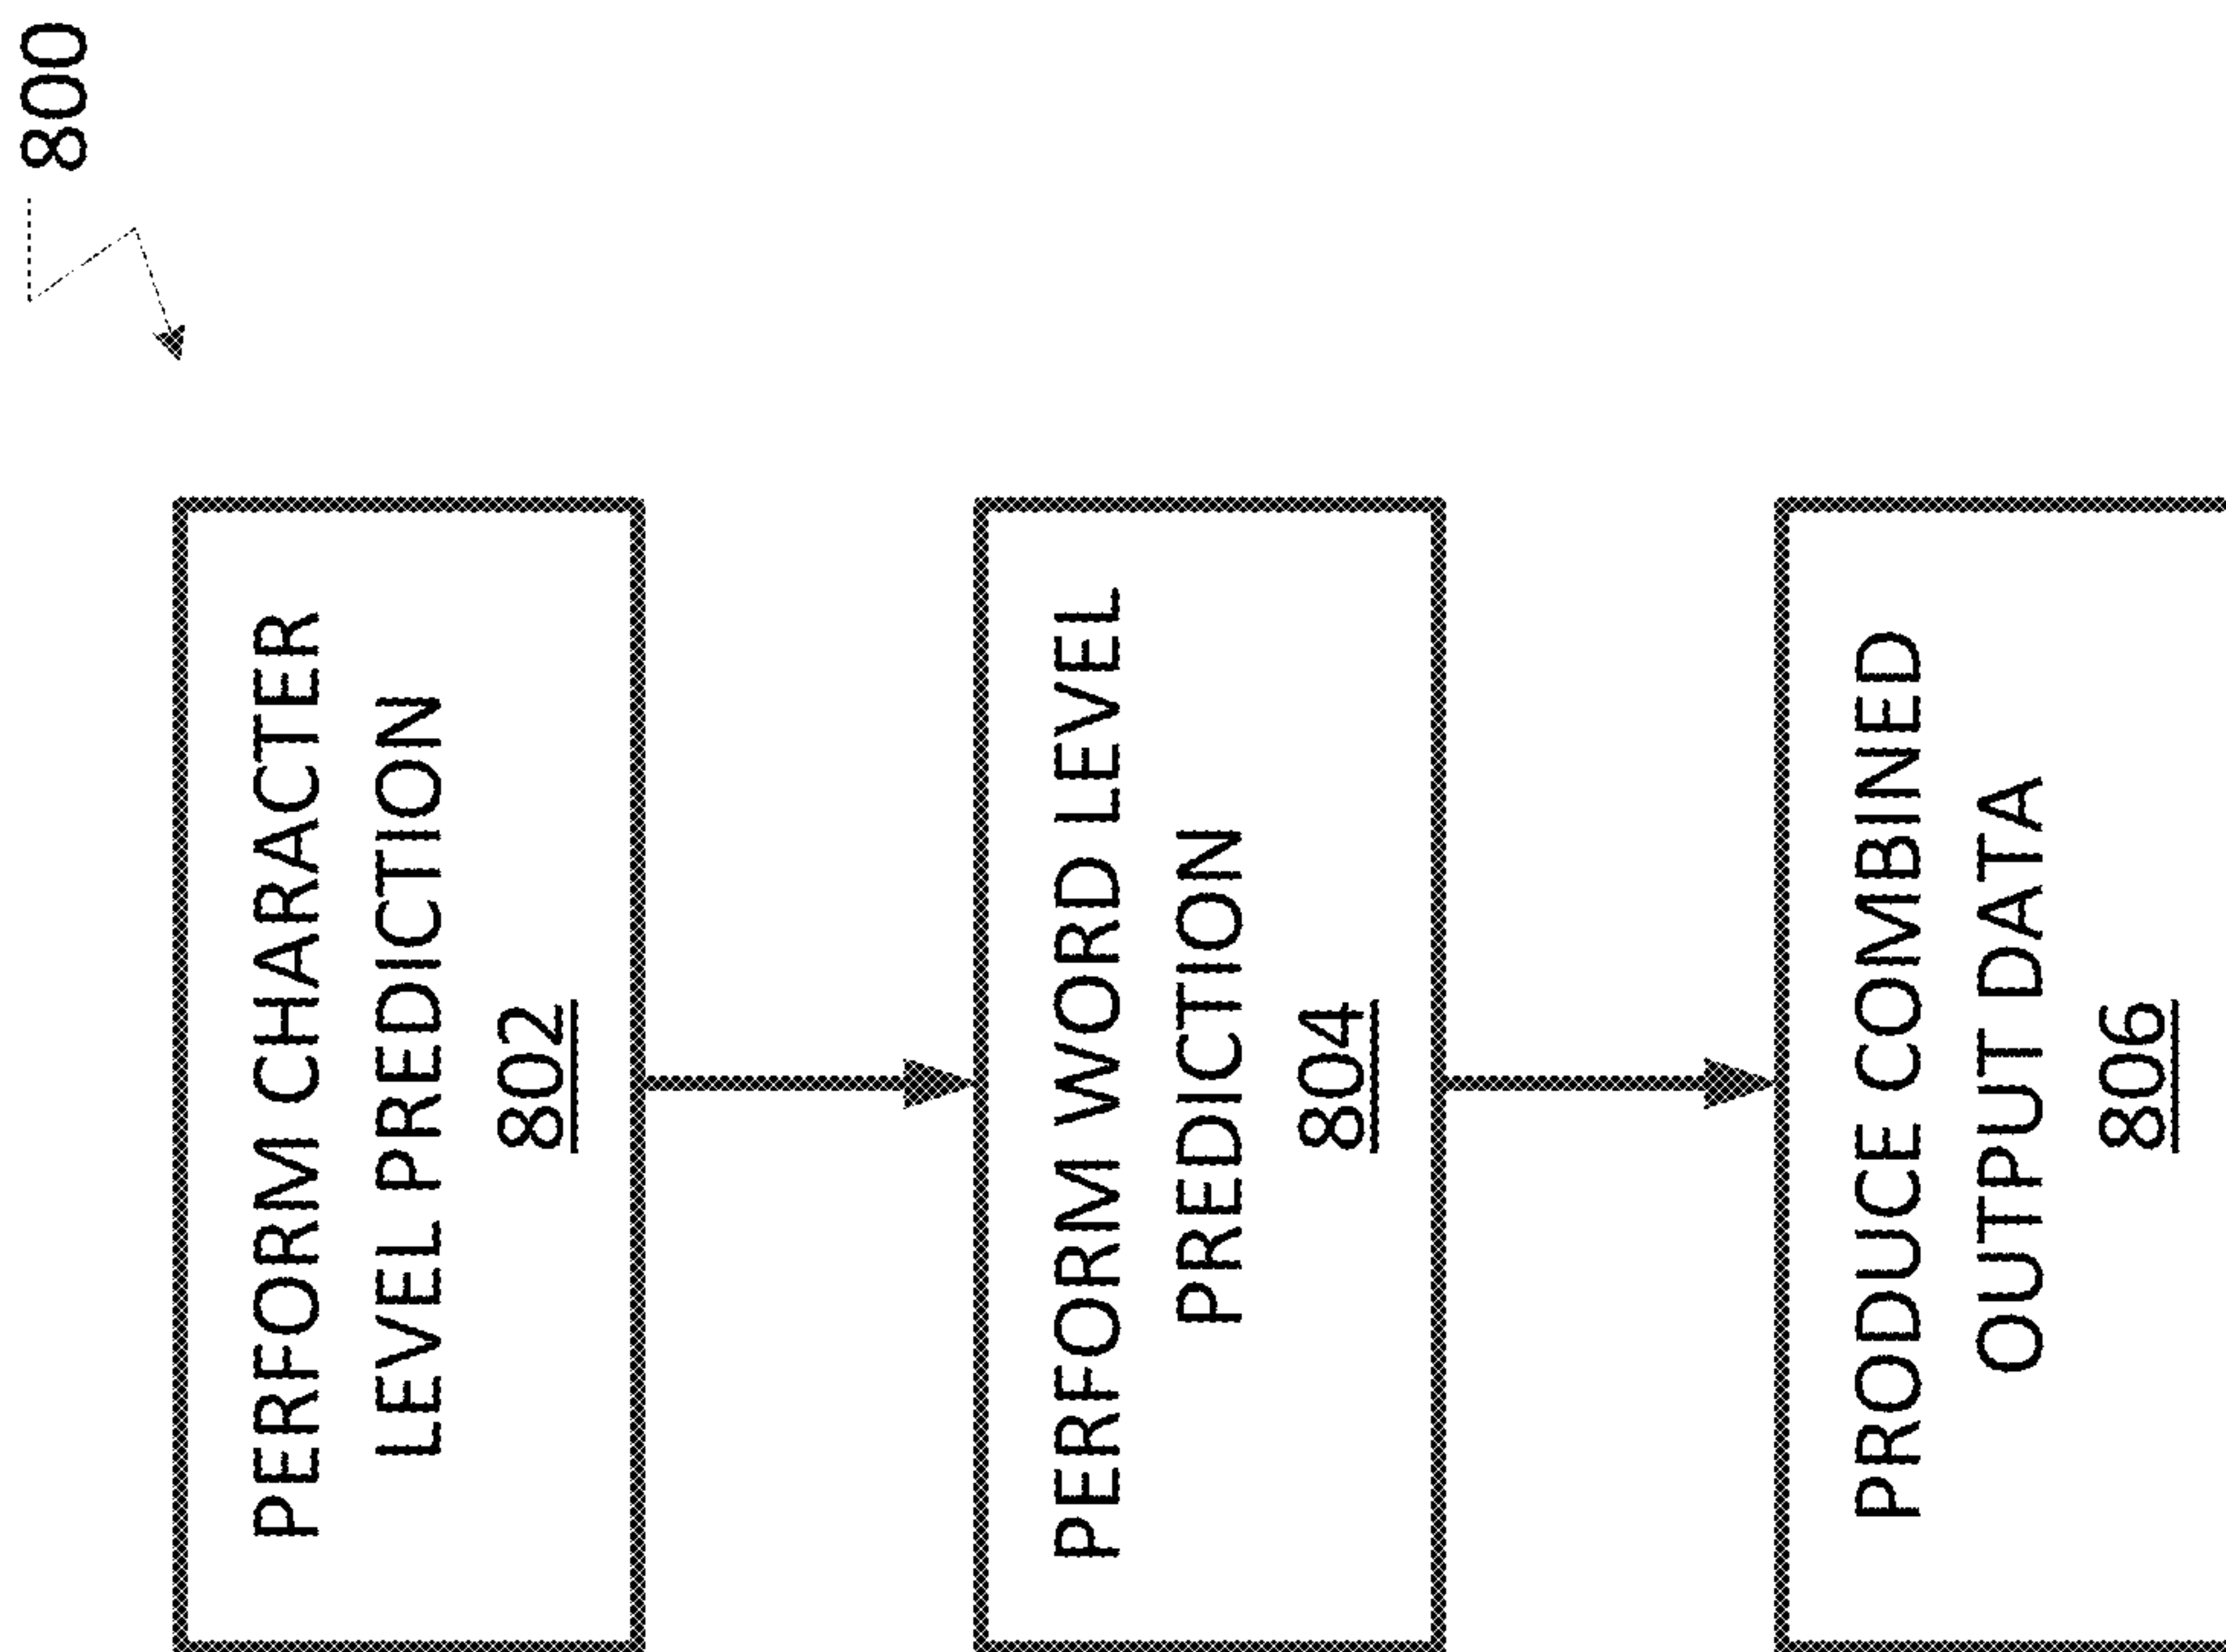 800
PERFORM CHARACTER
LEVEL PREDICTION
802
PERFORM WORD LEVEL
PREDICTION
804
PRODUCE COMBINED
OUTPUT DATA
806